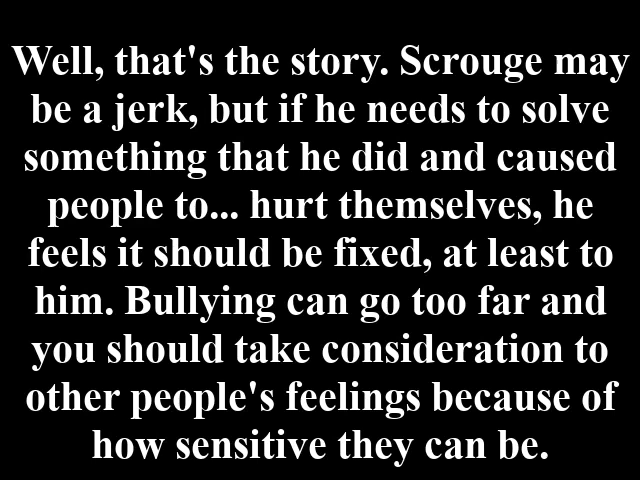 Well, that's the story. Scrouge may
be a jerk, but if he needs to solve
something that he did and caused
people to... hurt themselves, he
feels it should be fixed, at least to
him. Bullying can go too far and
you should take consideration to
other people's feelings because of
how sensitive they can be.